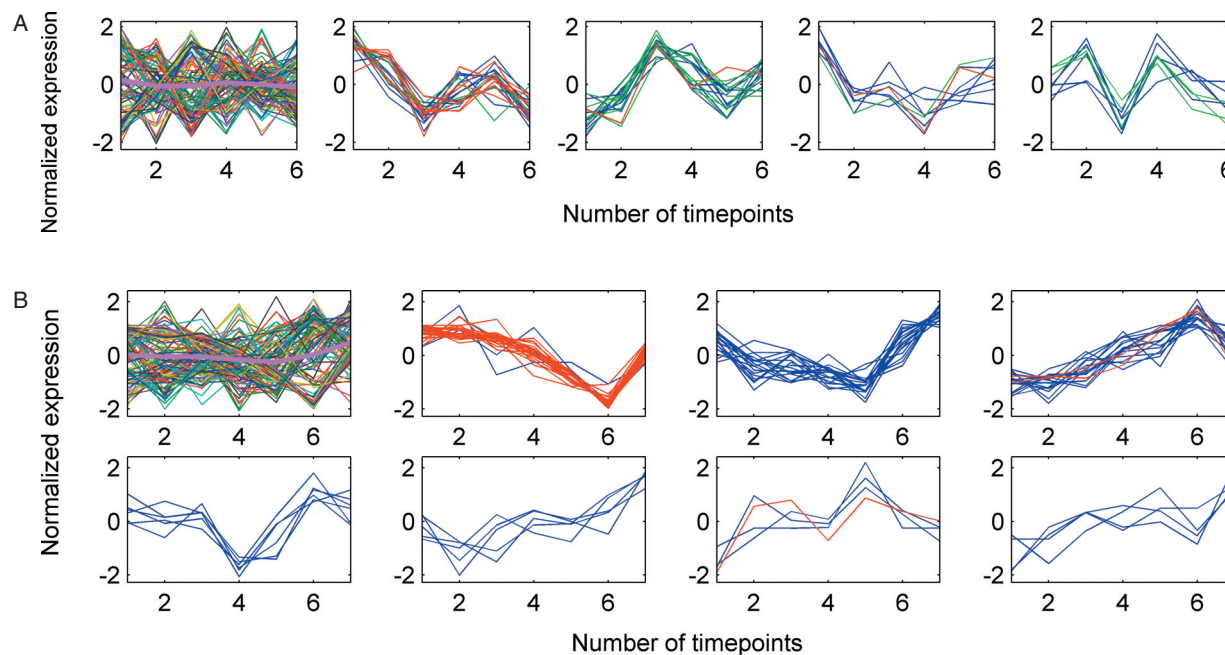 A
Normalized expression
2 2 2 2 2
0 0 0 0 0
-2 -2 -2 -2 -2
2 4 6 2 4 6 2 4 6 2 4 6 2 4 6
Number of timepoints
B
Normalized expression
2 2 2 2
0 0 0 0
-2 -2 -2 -2
2 4 6 2 4 6 2 4 6 2 4 6
2 2 2 2
0 0 0 0
-2 -2 -2 -2
2 4 6 2 4 6 2 4 6 2 4 6
Number of timepoints